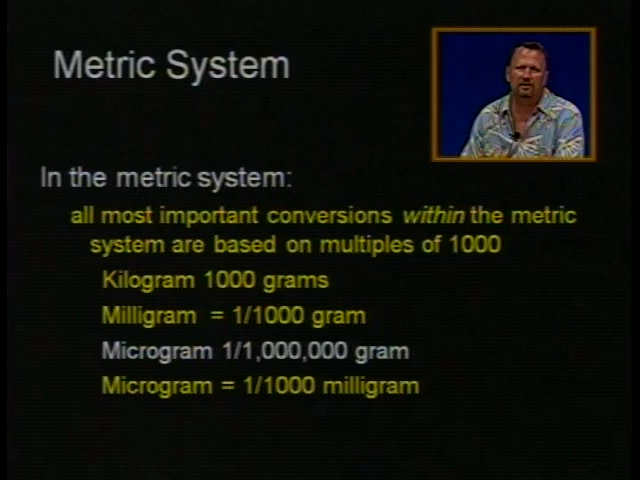 Metric System
In the metric system:
all most important conversions within the metric
system are based on multiples of 1000
Kilogram 1000 grams
Milligram = 1/1000 gram
Microgram 1/1,000,000 gram
Microgram = 1/1000 milligram